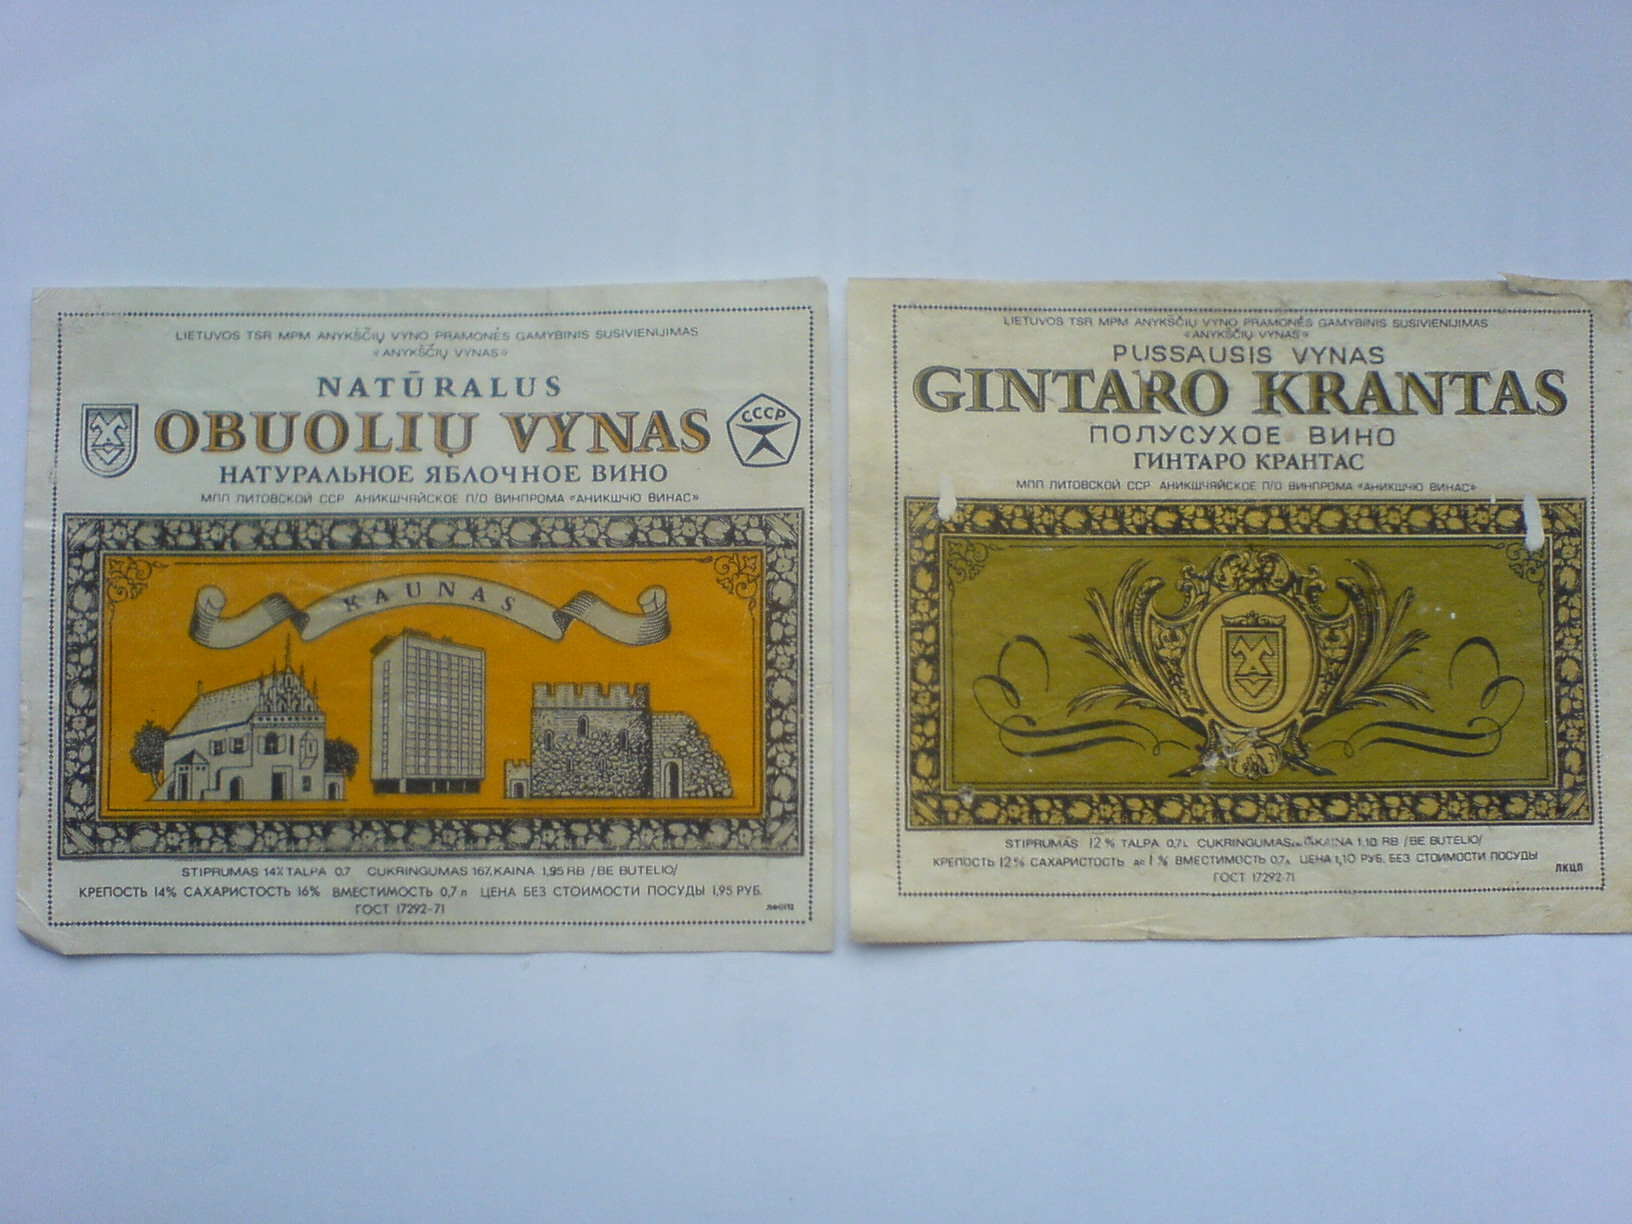 LIETUVOS TSR MPM ANYKŠČIŲ VYNO PRAMONĖS GAMYBINIS SUSIVIENIJIMAS
«ANYKŠČIŲ VYNAS»
NATŪRALUS
OBUOLIŲ VYNAS
СССР
НАТУРАЛЬНОЕ ЯБЛОЧНОЕ ВИНО
МПП ЛИТОВСКОЙ ССР АНИКЩЧЯЙСКОЕ П/О ВИНПРОМА «АНИКШЧЮ ВИНАС»
KAUNAS
STIPRUMAS 14% TALPA 0.7 CUKRINGUMAS 16%. KAINA 1,95 RB /BE BUTELIO/
КРЕПОСТЬ 14% САХАРИСТОСТЬ 16% ВМЕСТИМОСТЬ 0,7 л ЦЕНА БЕЗ СТОИМОСТИ ПОСУДЫ 1,95 РУБ.
ГОСТ 17292-71
LIETUVOS TSR MPM ANYKŠČIŲ VYNO PRAMONĖS GAMYBINIS SUSIVIENIJIMAS
«ANYKŠČIŲ VYNAS»
PUSSAUSIS VYNAS
GINTARO KRANTAS
ПОЛУСУХОЕ ВИНО
ГИНТАРО КРАНТАС
МПП ЛИТОВСКОЙ ССР АНИКШЧЯЙСКОЕ П/О ВИНПРОМА «АНИКШЧЮ ВИНАС»
STIPRUMAS 12% TALPA 0,7 L CUKRINGUMAS KAINA 1.10 RB /BE BUTELIO/
КРЕПОСТЬ 12% САХАРИСТОСТЬ до 1% ВМЕСТИМОСТЬ 0,7л ЦЕНА 1,10 РУБ. БЕЗ СТОИМОСТИ ПОСУДЫ
ГОСТ 17292-71
ЛКЦП